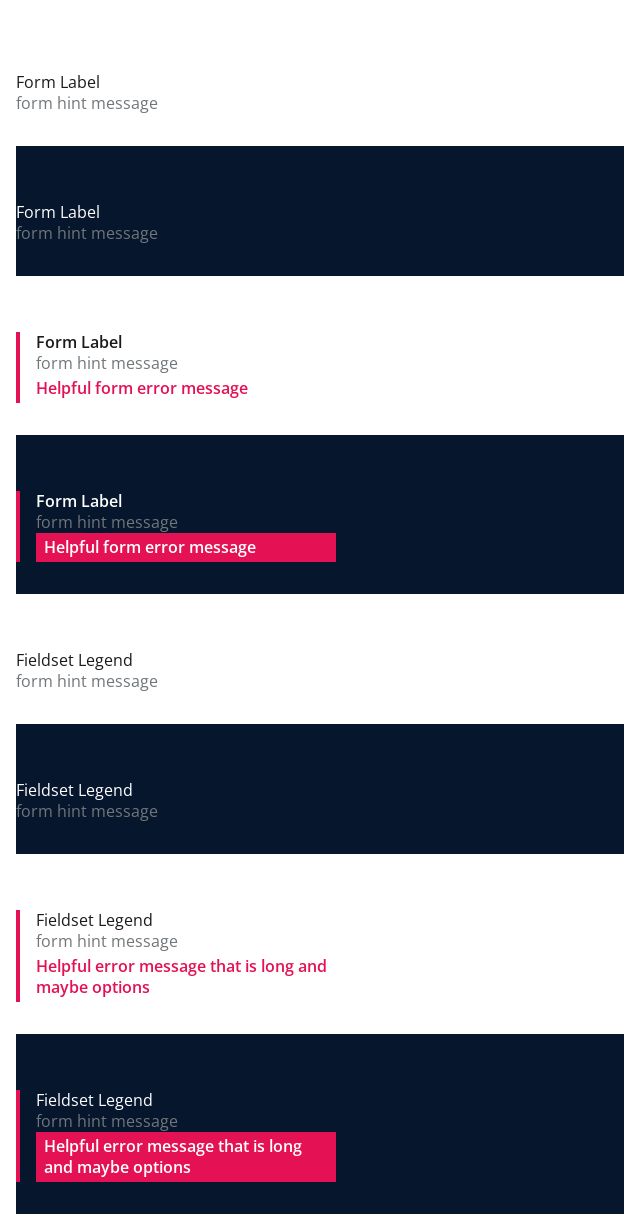 Form Label
form hint message
Form Label
form hint message
Form Label
form hint message
Helpful form error message
Form Label
form hint message
Helpful form error message
Fieldset Legend
form hint message
Fieldset Legend
form hint message
Fieldset Legend
form hint message
Helpful error message that is long and
maybe options
Fieldset Legend
form hint message
Helpful error message that is long
and maybe options